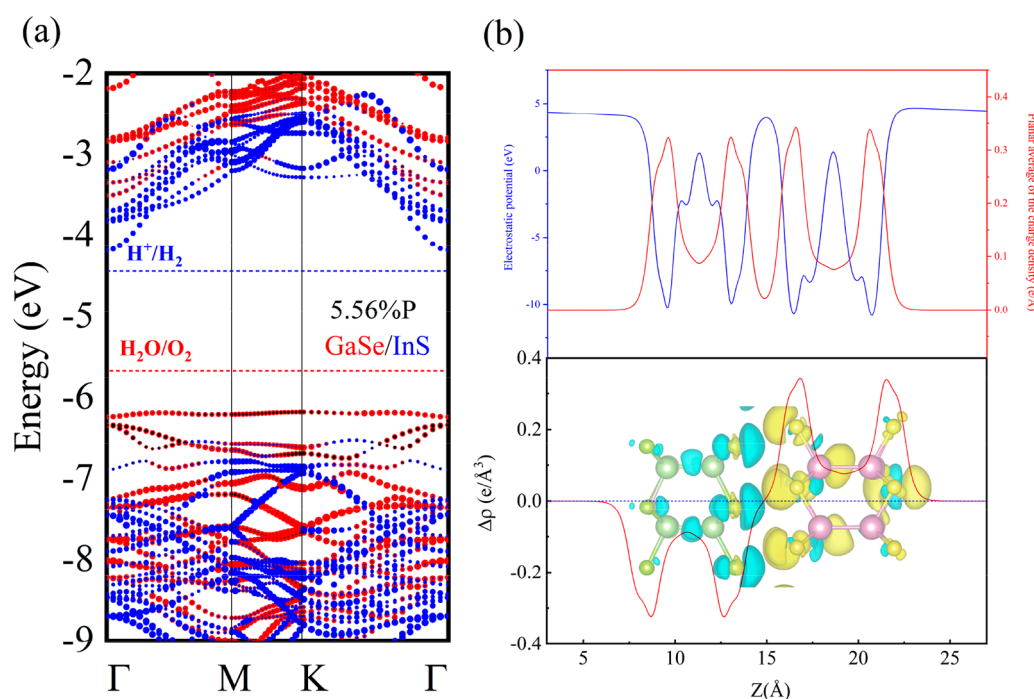 (a)
(b)
Energy (eV)
-2
-3
-4
-5
-6
-7
-8
-9
H⁺/H₂
5.56%P
GaSe/InS
H₂O/O₂
Γ M K Γ
Electrostatic potential (eV)
5
0
-5
-10
0.4
0.3
0.2
0.1
0.0
Planar average of the charge density (e/Å)
Δρ (e/Å³)
0.4
0.2
0.0
-0.2
-0.4
5 10 15 20 25
Z(Å)